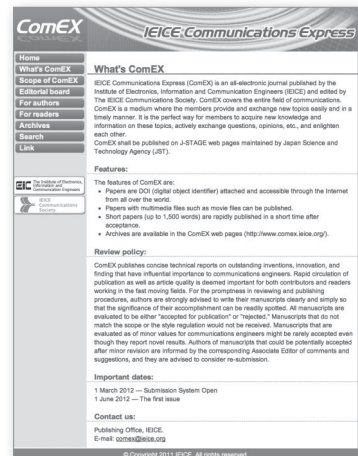 ComEX
IEICE Communications Express
Home
What's ComEX
Scope of ComEX
Editorial board
For authors
For readers
Archives
Search
Link
The Institute of Electronics,
Information and Communication
Engineers
IEICE
Communications
Society
What's ComEX
IEICE Communications Express (ComEX) is an all-electronic journal published by the
Institute of Electronics, Information and Communication Engineers (IEICE) and edited by
The IEICE Communications Society. ComEX covers the entire field of communications.
ComEX is a medium where the members provide and exchange new topics easily and in a
timely manner. It is the perfect way for members to acquire new knowledge and
information on these topics, actively exchange questions, opinions, etc., and enlighten
each other.
ComEX shall be published on J-STAGE web pages maintained by Japan Science and
Technology Agency (JST).
Features:
The features of ComEX are:
• Papers are DOI (digital object identifier) attached and accessible through the Internet
from all over the world.
• Papers with multimedia files such as movie files can be published.
• Short papers (up to 1,500 words) are rapidly published in a short time after
acceptance.
• Archives are available in the ComEX web pages (http://www.comex.ieice.org/).
Review policy:
ComEX publishes concise technical reports on outstanding inventions, innovation, and
finding that have influential importance to communications engineers. Rapid circulation of
publication as well as article quality is deemed important for both contributors and readers
working in the fast moving fields. For the promptness in reviewing and publishing
procedures, authors are strongly advised to write their manuscripts clearly and simply so
that the significance of their accomplishment can be readily spotted. All manuscripts are
evaluated to be either "accepted for publication" or "rejected." Manuscripts that do not
match the scope or the style regulation would not be received. Manuscripts that are
evaluated as of minor values for communications engineers might be rarely accepted even
though they report novel results. Authors of manuscripts that could be potentially accepted
after minor revision are informed by the corresponding Associate Editor of comments and
suggestions, and they are advised to consider re-submission.
Important dates:
1 March 2012 — Submission System Open
1 June 2012 — The first issue
Contact us:
Publishing Office, IEICE.
E-mail: comex@ieice.org
© Copyright 2011 IEICE. All rights reserved.